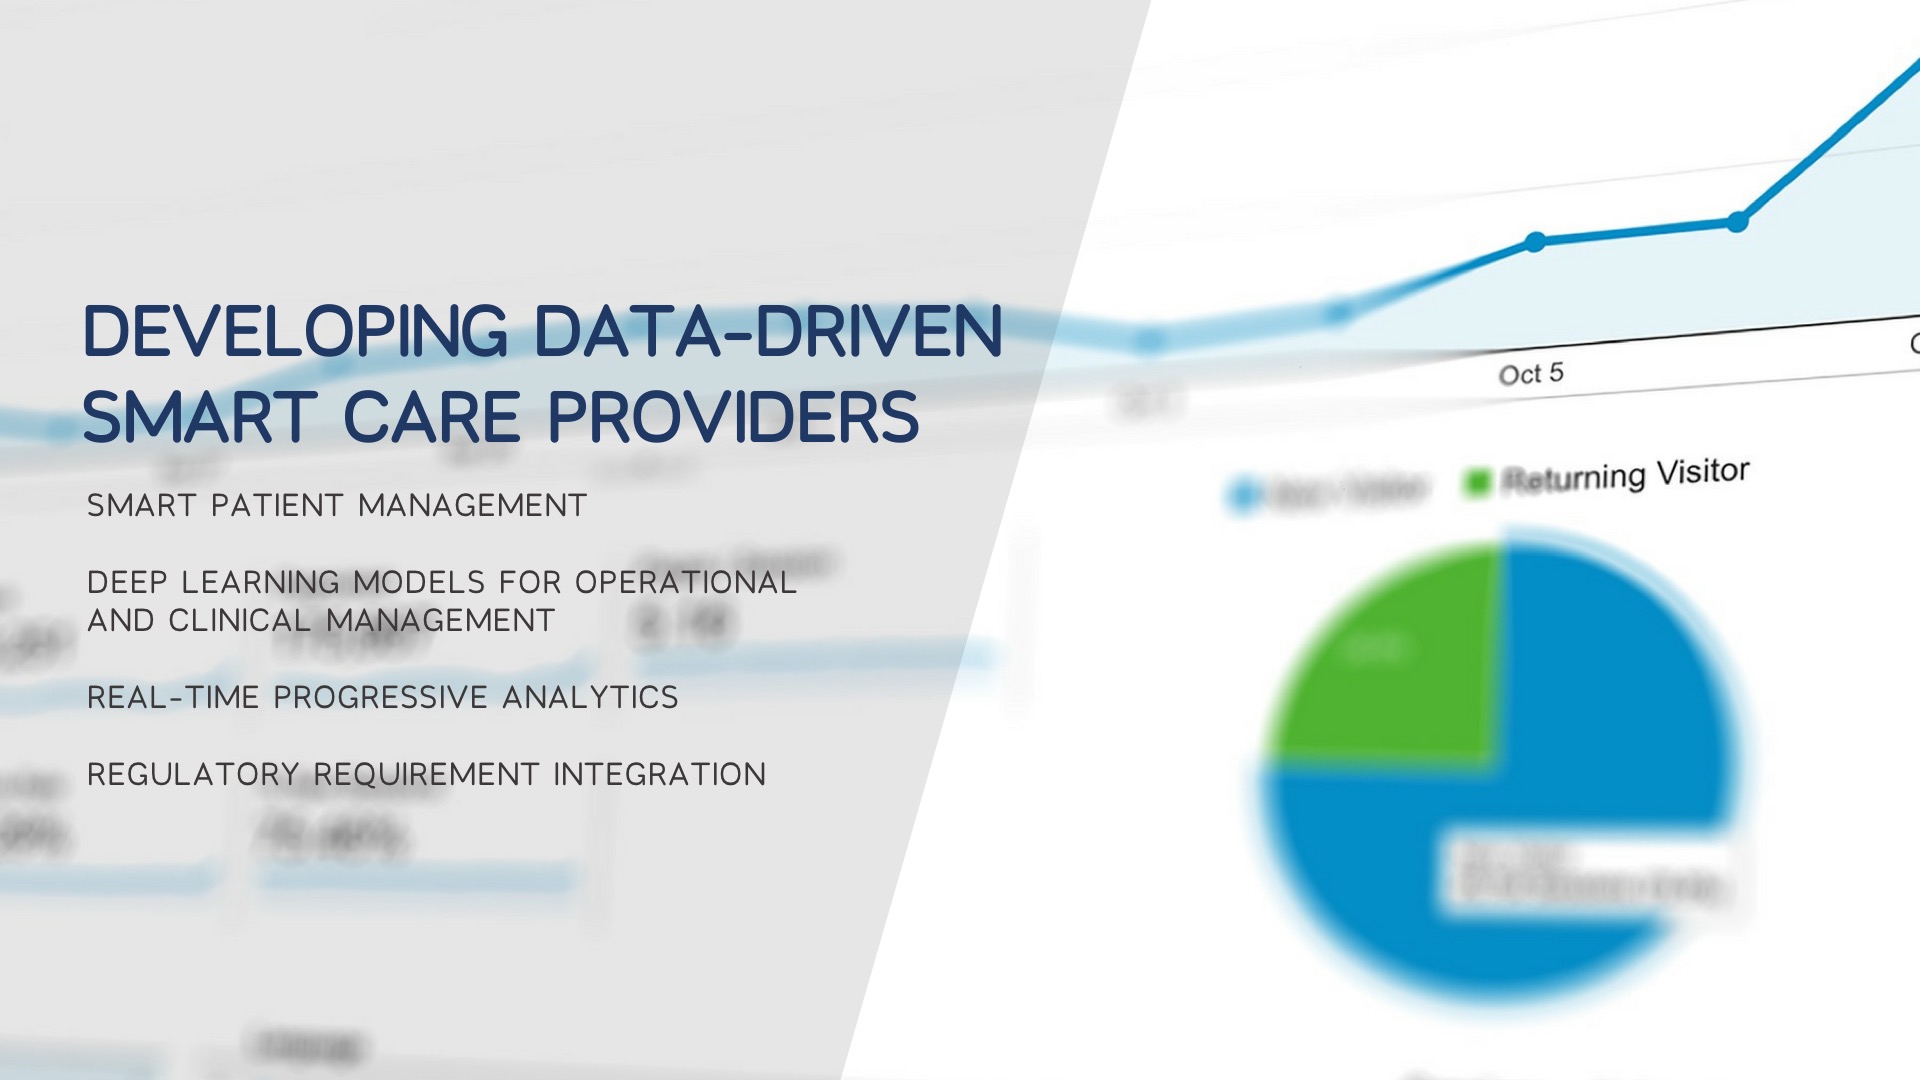 DEVELOPING DATA-DRIVEN
SMART CARE PROVIDERS
SMART PATIENT MANAGEMENT
DEEP LEARNING MODELS FOR OPERATIONAL
AND CLINICAL MANAGEMENT
REAL-TIME PROGRESSIVE ANALYTICS
REGULATORY REQUIREMENT INTEGRATION
Oct 5
Returning Visitor